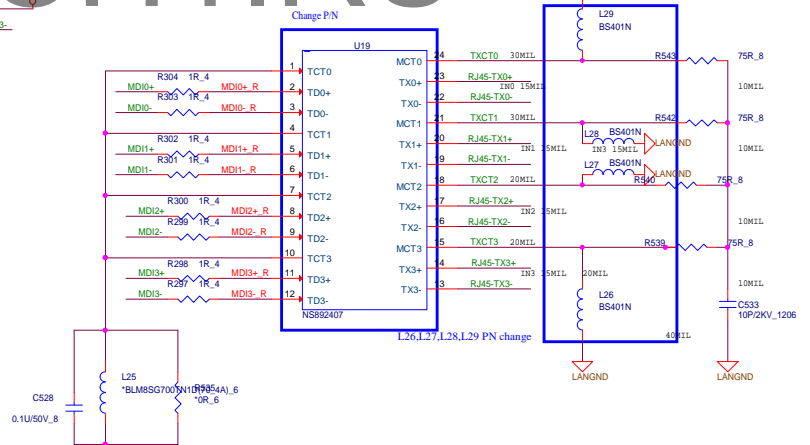 Change P/N
3-
U19
L29
BS401N
1 TCT0
MCT0 24 TXCT0 30MIL
R543 75R_8
R304 1R_4
MDI0+ MDI0+_R 2 TD0+
TX0+ 23 RJ45-TX0+
IN0 15MIL
10MIL
R303 1R_4
MDI0- MDI0-_R 3 TD0-
TX0- 22 RJ45-TX0-
4 TCT1
MCT1 21 TXCT1 30MIL
R542 75R_8
R302 1R_4
MDI1+ MDI1+_R 5 TD1+
TX1+ 20 RJ45-TX1+
IN1 15MIL
L28 BS401N
LANGND
IN3 15MIL
10MIL
R301 1R_4
MDI1- MDI1-_R 6 TD1-
TX1- 19 RJ45-TX1-
L27 BS401N
LANGND
7 TCT2
MCT2 18 TXCT2 20MIL
R540 75R_8
R300 1R_4
MDI2+ MDI2+_R 8 TD2+
TX2+ 17 RJ45-TX2+
IN2 15MIL
10MIL
R299 1R_4
MDI2- MDI2-_R 9 TD2-
TX2- 16 RJ45-TX2-
10 TCT3
MCT3 15 TXCT3 20MIL
R539 75R_8
R298 1R_4
MDI3+ MDI3+_R 11 TD3+
TX3+ 14 RJ45-TX3+
IN3 15MIL
20MIL
10MIL
R297 1R_4
MDI3- MDI3-_R 12 TD3-
TX3- 13 RJ45-TX3-
NS892407
L26
BS401N
C533
10P/2KV_1206
L26,L27,L28,L29 PN change
40MIL
LANGND
LANGND
L25
*0R_6
C528
0.1U/50V_8